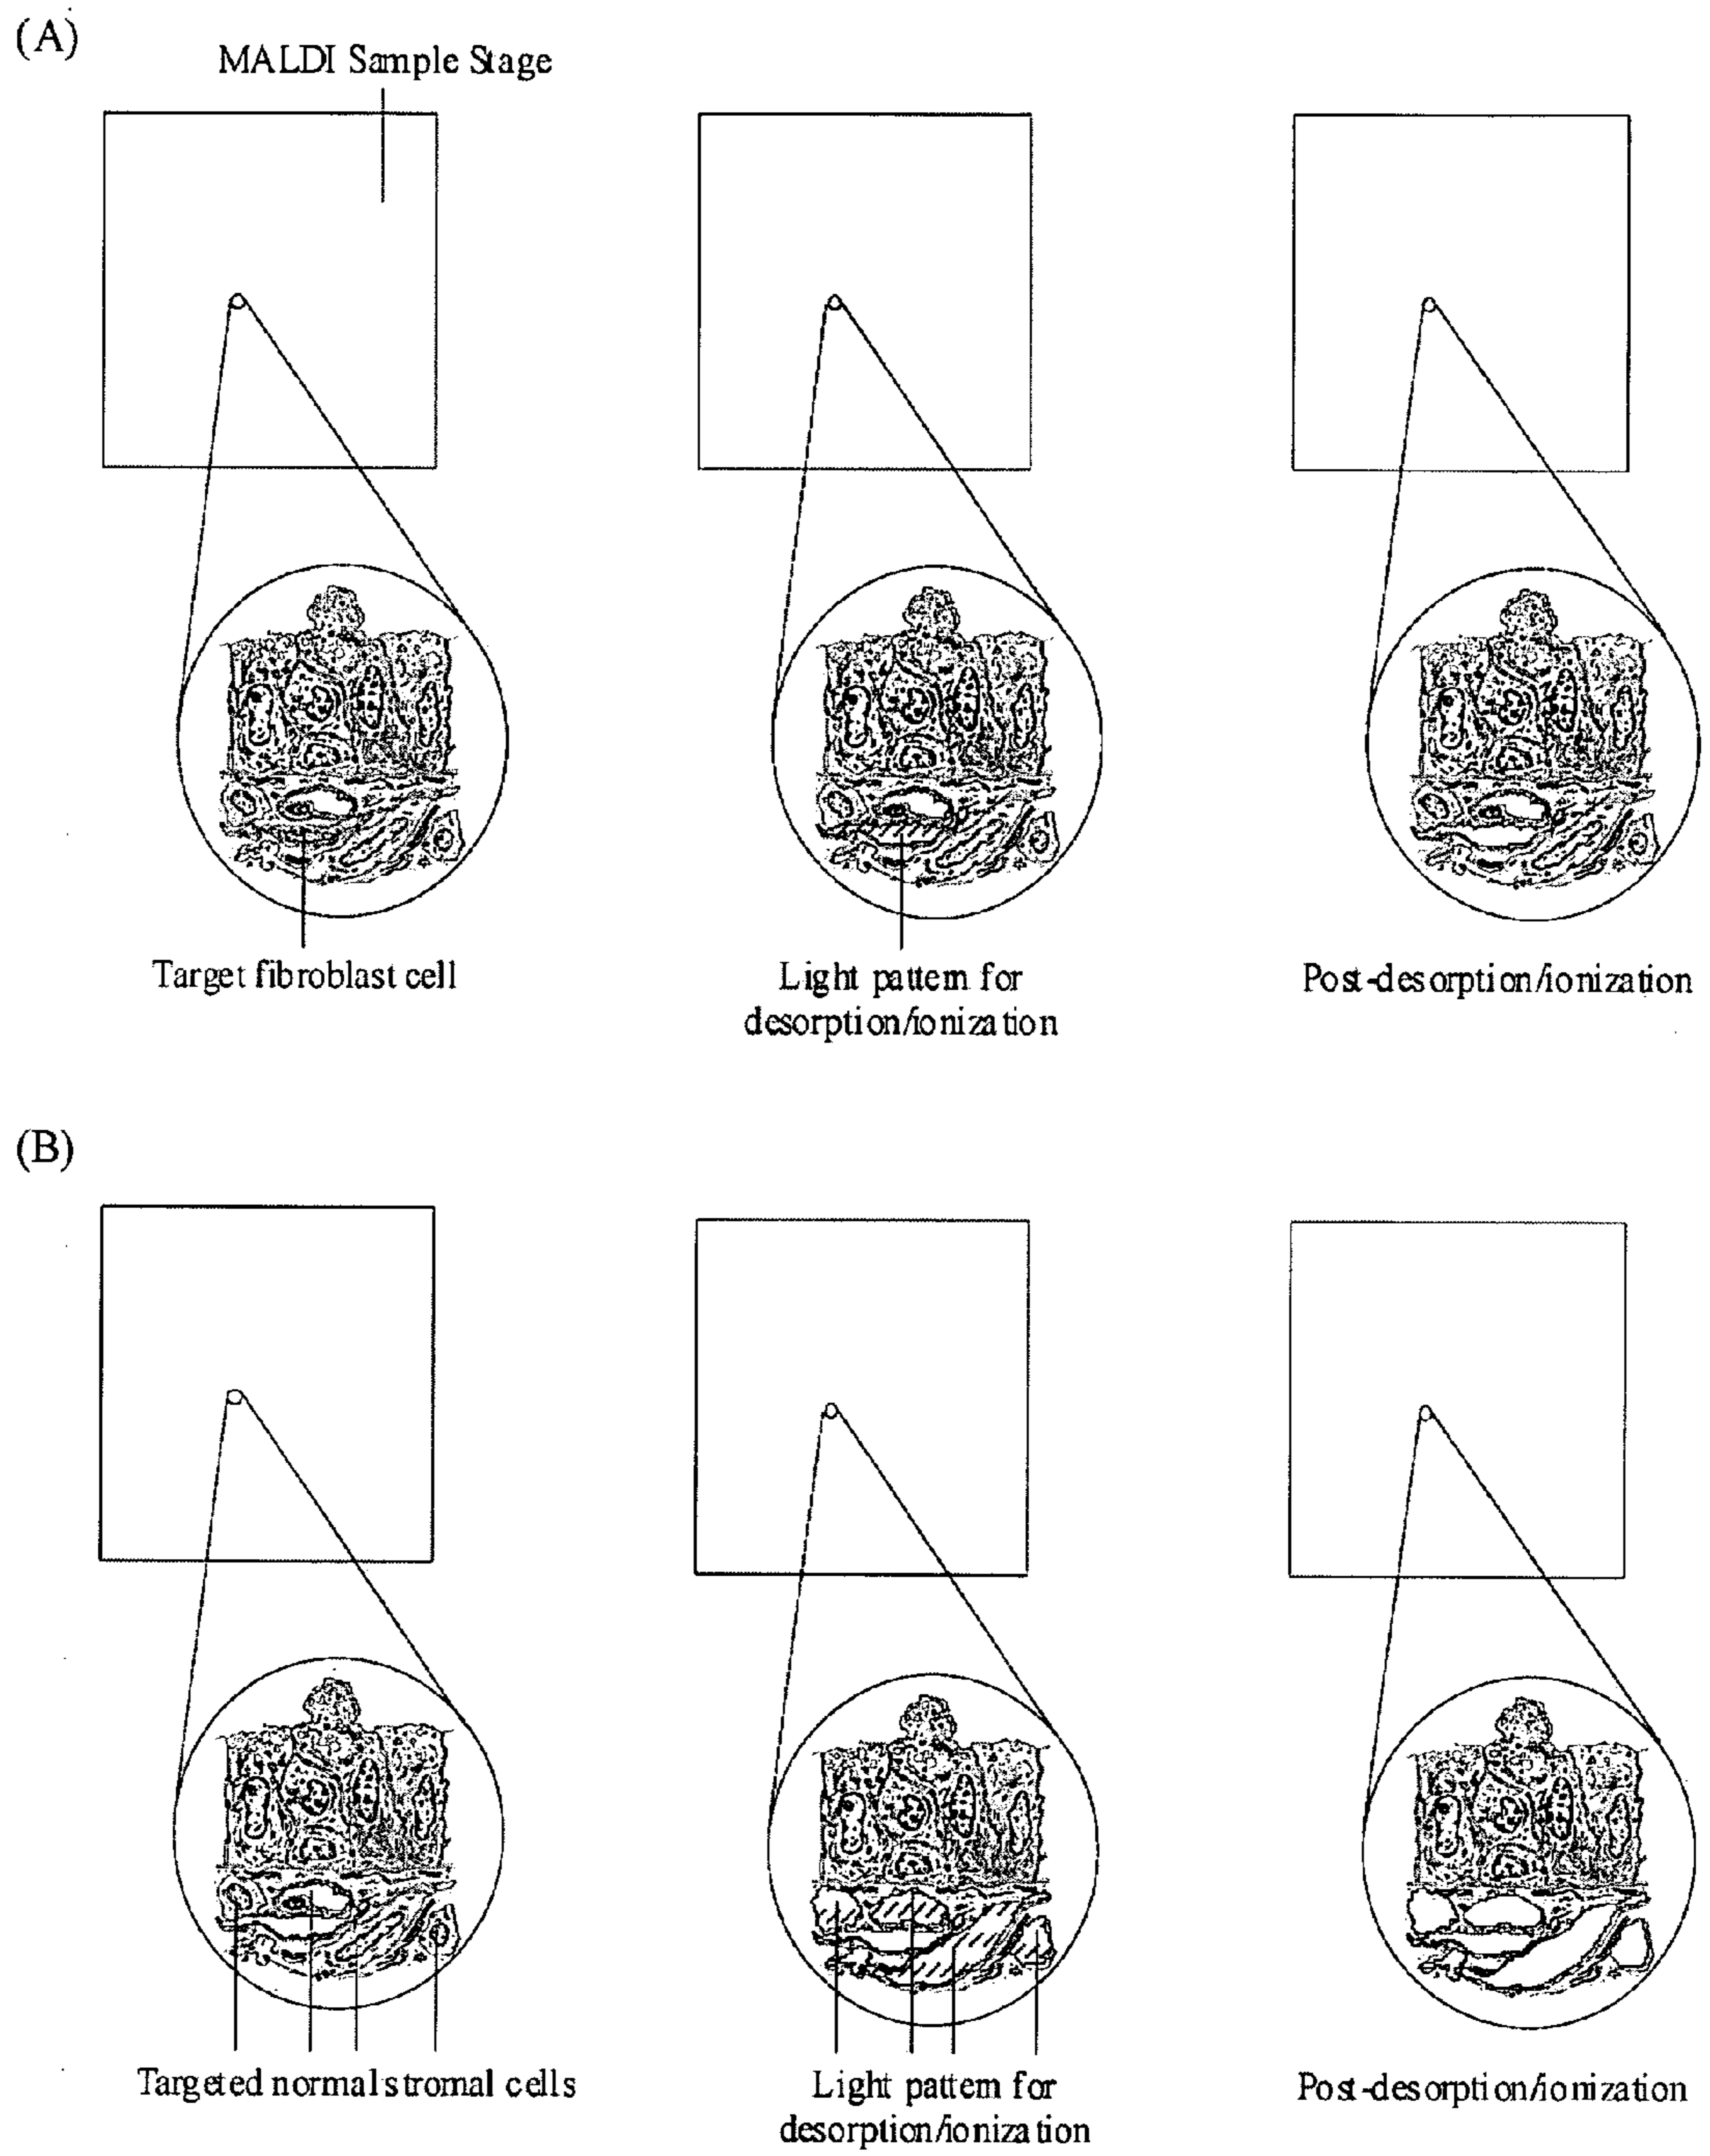 (A)
MALDI Sample Stage
Target fibroblast cell
Light pattern for
desorption/ionization
Post-desorption/ionization
(B)
Targeted normal stromal cells
Light pattern for
desorption/ionization
Post-desorption/ionization